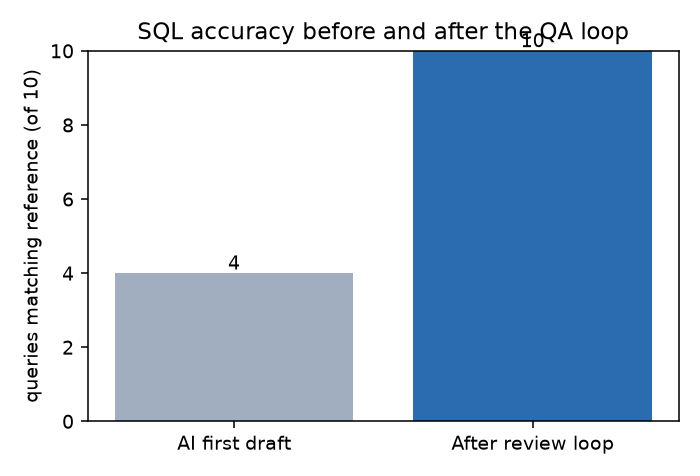 SQL accuracy before and after the QA loop
queries matching reference (of 10)
10
8
6
4
2
0
4
10
AI first draft
After review loop